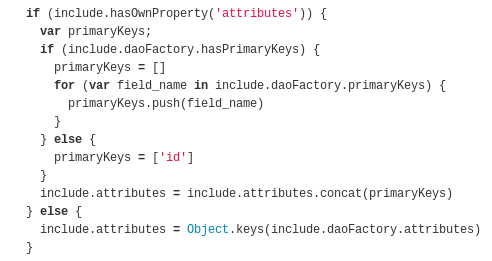 if (include.hasOwnProperty('attributes')) {
  var primaryKeys;
  if (include.daoFactory.hasPrimaryKeys) {
    primaryKeys = []
    for (var field_name in include.daoFactory.primaryKeys) {
      primaryKeys.push(field_name)
    }
  } else {
    primaryKeys = ['id']
  }
  include.attributes = include.attributes.concat(primaryKeys)
} else {
  include.attributes = Object.keys(include.daoFactory.attributes)
}